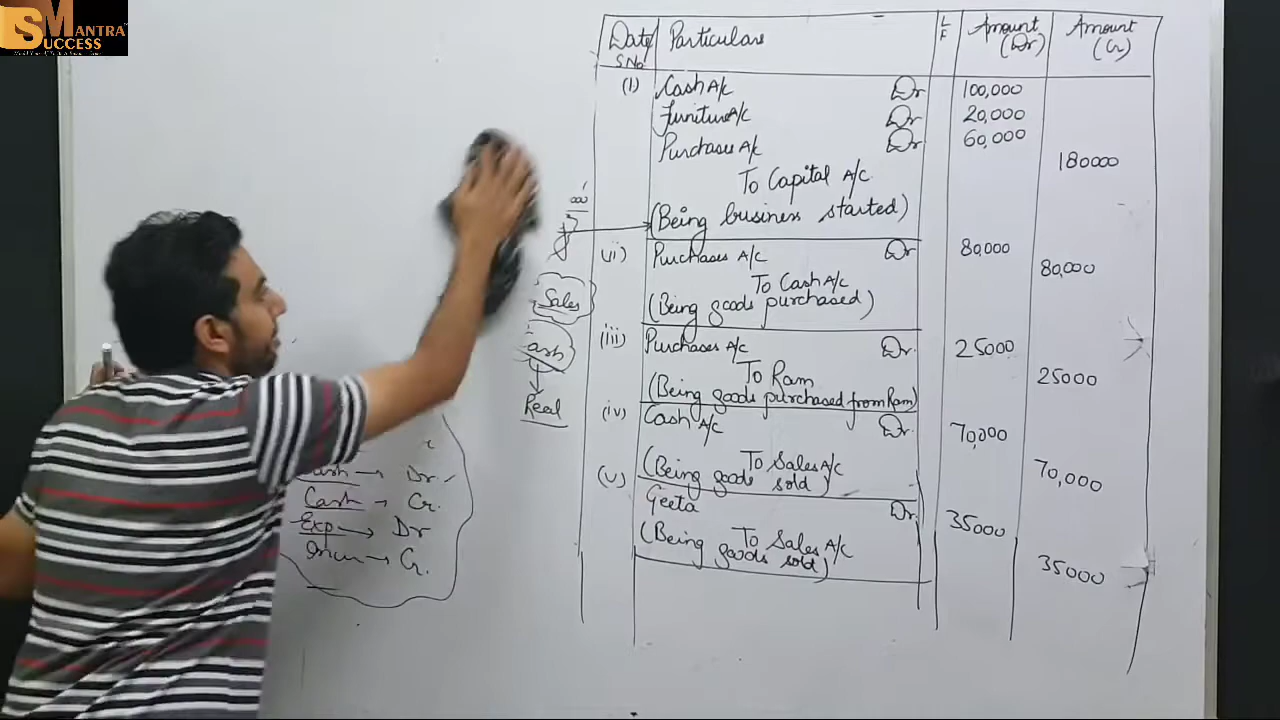 SMantra
Success
Date Particulars L Amount Amount
S No. F (Dr) (Cr)
(i) Cash A/c Dr 100,000
Furniture A/c Dr 20,000
Purchase A/c Dr 60,000
To Capital A/c 180000
(Being business started)
(ii) Purchases A/c Dr 80,000
To Cash A/c 80,000
(Being goods purchased)
(iii) Purchases A/c Dr. 25000
To Ram 25000
(Being goods purchased from Ram)
(iv) Cash A/c Dr. 70,000
To Sales A/c 70,000
(Being goods sold)
(v) Geeta Dr. 35000
To Sales A/c 35000
(Being goods sold)
Sales
ash
Real
ash → Dr
Cash → Cr.
Exp → Dr
→ Cr.